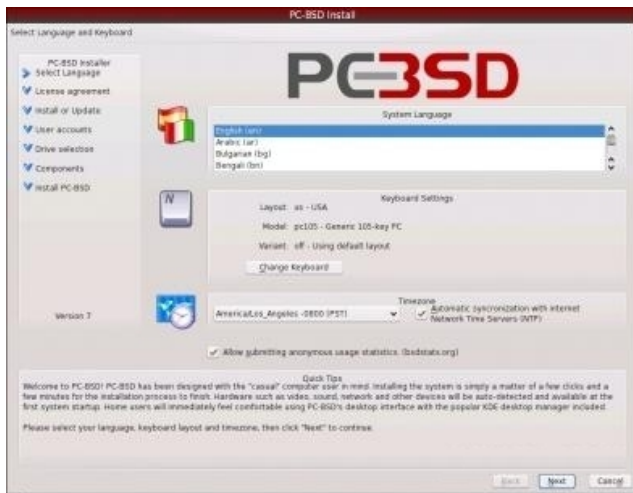 PC-BSD Install
Select Language and Keyboard
PC-BSD Installer
Select Language
License agreement
Install or Update
User accounts
Drive selection
Components
Install PC-BSD
Version 7
PCBSD
System Language
English (en)
Arabic (ar)
Bulgarian (bg)
Bengali (bn)
N
Keyboard Settings
Layout: us - USA
Model: pc105 - Generic 105-key PC
Variant: off - Using default layout
Change Keyboard
Timezone
America/Los_Angeles -0800 (PST)
Automatic syncronization with internet
Network Time Servers (NTP)
Allow submitting anonymous usage statistics. (bsdstats.org)
Quick Tips
Welcome to PC-BSD! PC-BSD has been designed with the "casual" computer user in mind. Installing the system is simply a matter of a few clicks and a
few minutes for the installation process to finish. Hardware such as video, sound, network and other devices will be auto-detected and available at the
first system startup. Home users will immediately feel comfortable using PC-BSD's desktop interface with the popular KDE desktop manager included.
Please select your language, keyboard layout and timezone, then click "Next" to continue.
Back
Next
Cancel